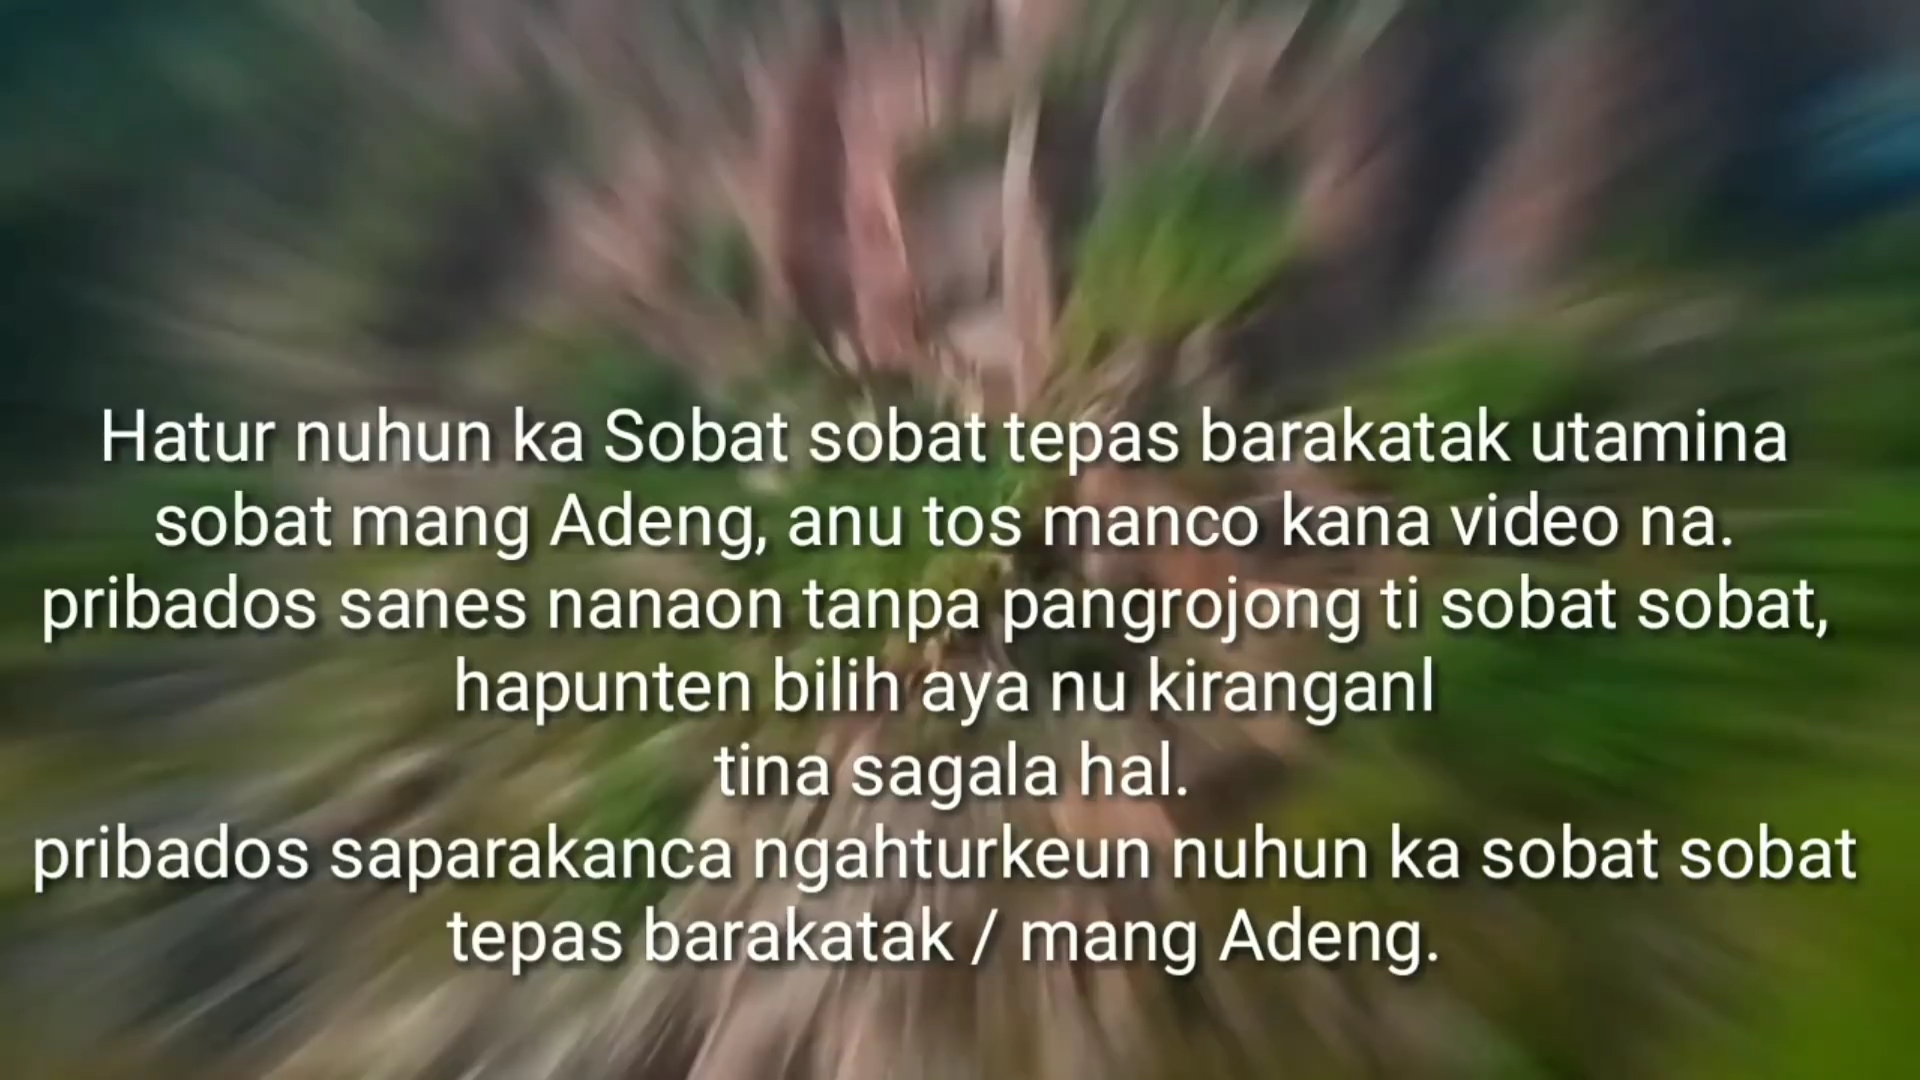 Hatur nuhun ka Sobat sobat tepas barakatak utamina
sobat mang Adeng, anu tos manco kana video na.
pribados sanes nanaon tanpa pangrojong ti sobat sobat,
hapunten bilih aya nu kiranganl
tina sagala hal.
pribados saparakanca ngahturkeun nuhun ka sobat sobat
tepas barakatak / mang Adeng.